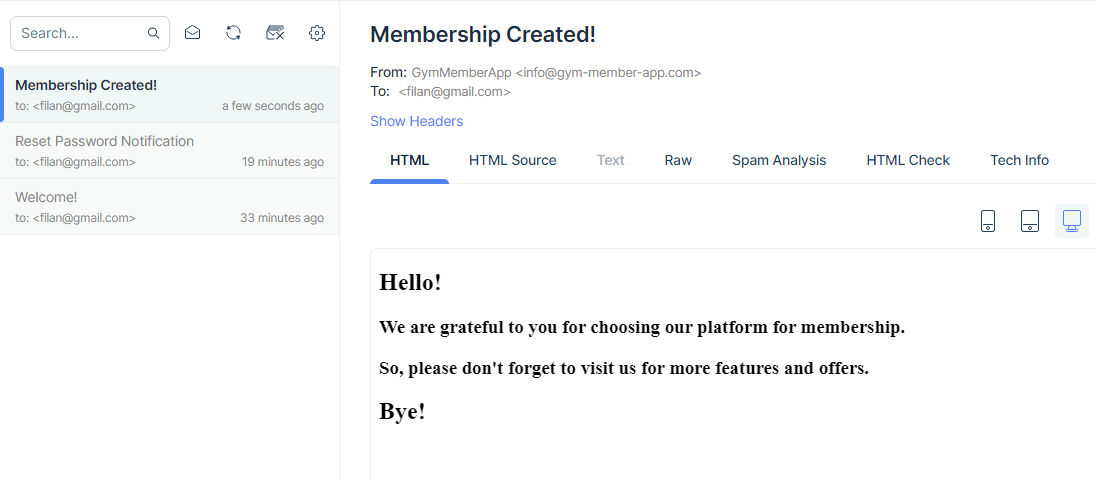 Search...
Membership Created!
to: <filan@gmail.com> a few seconds ago
Reset Password Notification
to: <filan@gmail.com> 19 minutes ago
Welcome!
to: <filan@gmail.com> 33 minutes ago
Membership Created!
From: GymMemberApp <info@gym-member-app.com>
To: <filan@gmail.com>
Show Headers
HTML HTML Source Text Raw Spam Analysis HTML Check Tech Info
Hello!
We are grateful to you for choosing our platform for membership.
So, please don't forget to visit us for more features and offers.
Bye!